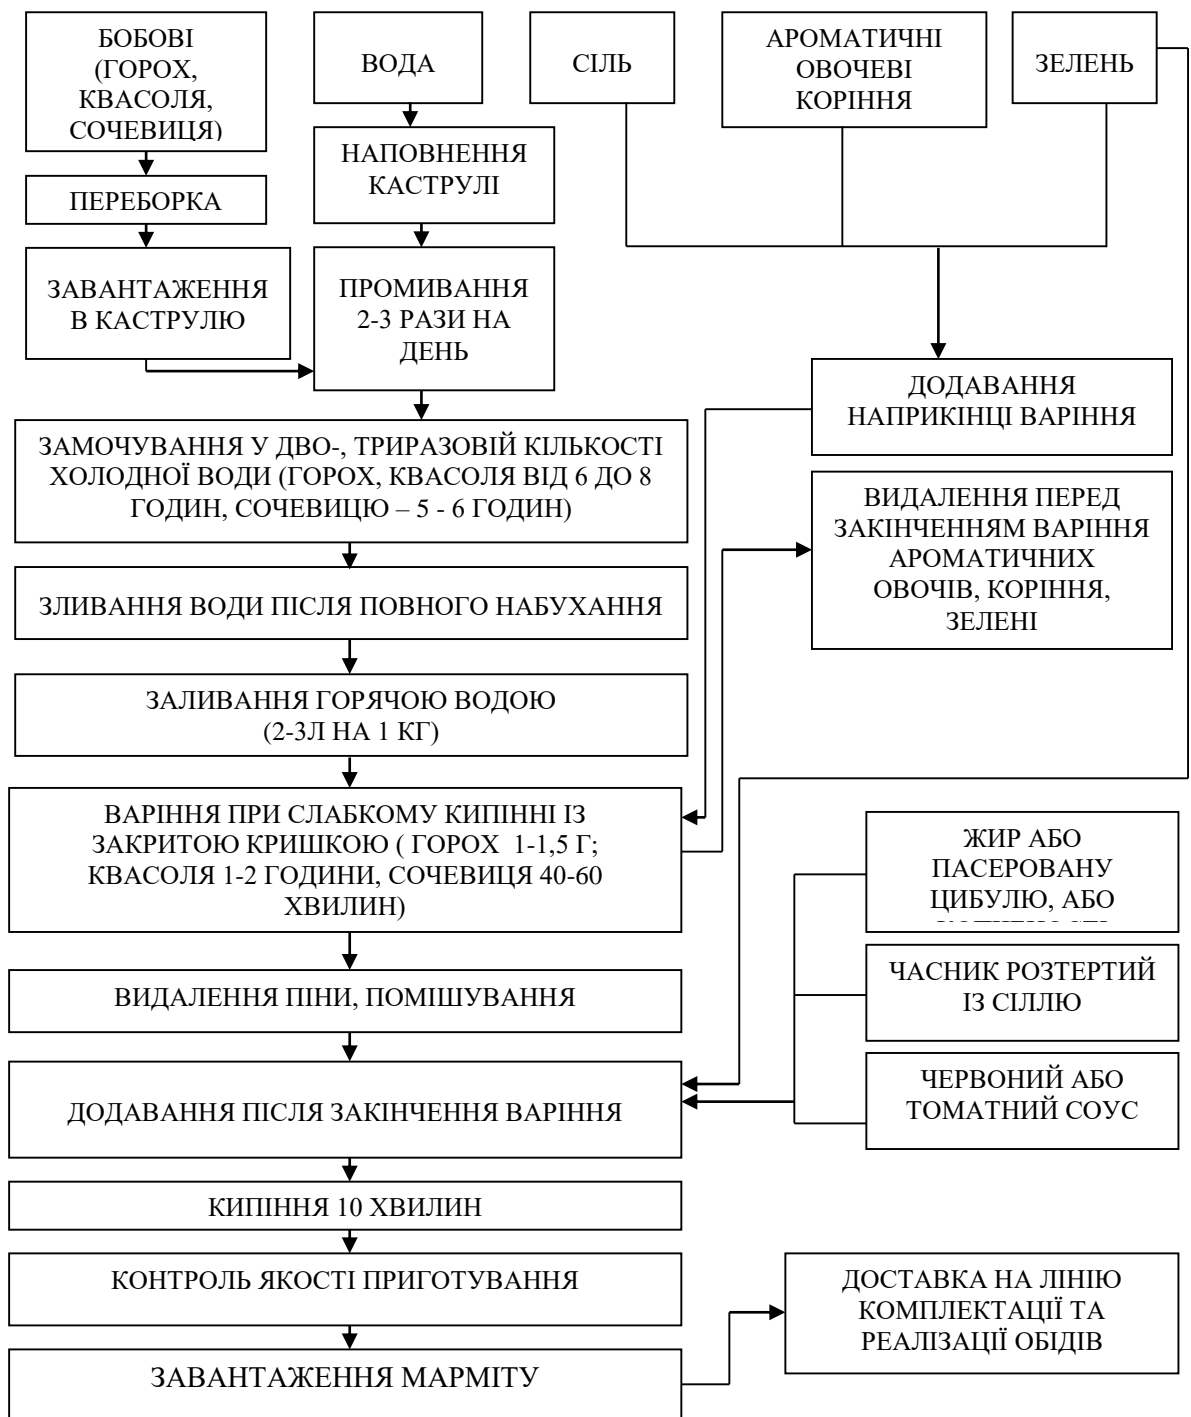 БОБОВІ
(ГОРОХ,
КВАСОЛЯ,
СОЧЕВИЦЯ)
ВОДА
СІЛЬ
АРОМАТИЧНІ
ОВОЧЕВІ
КОРІННЯ
ЗЕЛЕНЬ
ПЕРЕБОРКА
НАПОВНЕННЯ
КАСТРУЛІ
ЗАВАНТАЖЕННЯ
В КАСТРУЛЮ
ПРОМИВАННЯ
2-3 РАЗИ НА
ДЕНЬ
ДОДАВАННЯ
НАПРИКІНЦІ ВАРІННЯ
ЗАМОЧУВАННЯ У ДВО-, ТРИРАЗОВІЙ КІЛЬКОСТІ
ХОЛОДНОЇ ВОДИ (ГОРОХ, КВАСОЛЯ ВІД 6 ДО 8
ГОДИН, СОЧЕВИЦЮ – 5 - 6 ГОДИН)
ВИДАЛЕННЯ ПЕРЕД
ЗАКІНЧЕННЯМ ВАРІННЯ
АРОМАТИЧНИХ
ОВОЧІВ, КОРІННЯ,
ЗЕЛЕНІ
ЗЛИВАННЯ ВОДИ ПІСЛЯ ПОВНОГО НАБУХАННЯ
ЗАЛИВАННЯ ГОРЯЧОЮ ВОДОЮ
(2-3Л НА 1 КГ)
ВАРІННЯ ПРИ СЛАБКОМУ КИПІННІ ІЗ
ЗАКРИТОЮ КРИШКОЮ ( ГОРОХ 1-1,5 Г;
КВАСОЛЯ 1-2 ГОДИНИ, СОЧЕВИЦЯ 40-60
ХВИЛИН)
ЖИР АБО
ПАСЕРОВАНУ
ЦИБУЛЮ, АБО
ЧАСНИК РОЗТЕРТИЙ
ІЗ СІЛЛЮ
ВИДАЛЕННЯ ПІНИ, ПОМІШУВАННЯ
ЧЕРВОНИЙ АБО
ТОМАТНИЙ СОУС
ДОДАВАННЯ ПІСЛЯ ЗАКІНЧЕННЯ ВАРІННЯ
КИПІННЯ 10 ХВИЛИН
КОНТРОЛЬ ЯКОСТІ ПРИГОТУВАННЯ
ДОСТАВКА НА ЛІНІЮ
КОМПЛЕКТАЦІЇ ТА
РЕАЛІЗАЦІЇ ОБІДІВ
ЗАВАНТАЖЕННЯ МАРМІТУ